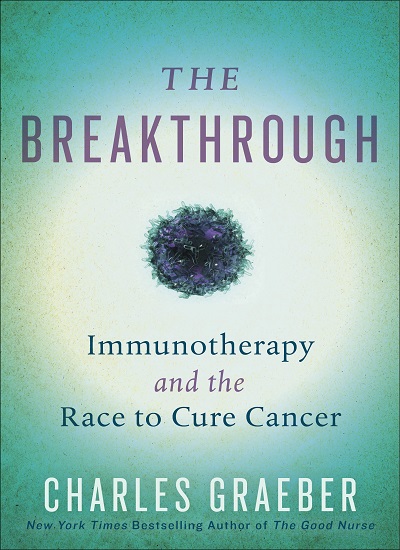 THE
BREAKTHROUGH
Immunotherapy
and the
Race to Cure Cancer
CHARLES GRAEBER
New York Times Bestselling Author of The Good Nurse